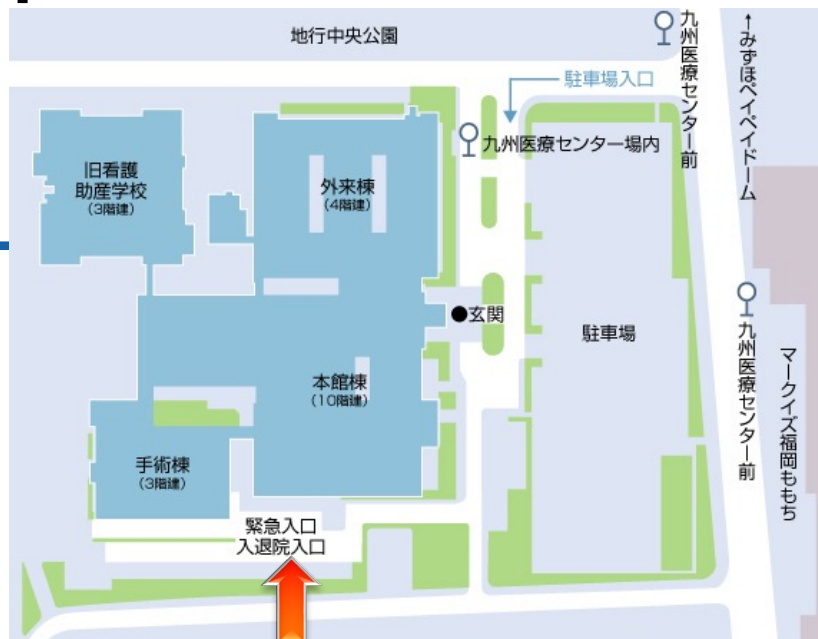 地行中央公園
九州医療センター前
↑みずほペイペイドーム
駐車場入口
九州医療センター場内
旧看護
助産学校
(3階建)
外来棟
(4階建)
●玄関
駐車場
九州医療センター前
マークイズ福岡ももち
本館棟
(10階建)
手術棟
(3階建)
緊急入口
入退院入口